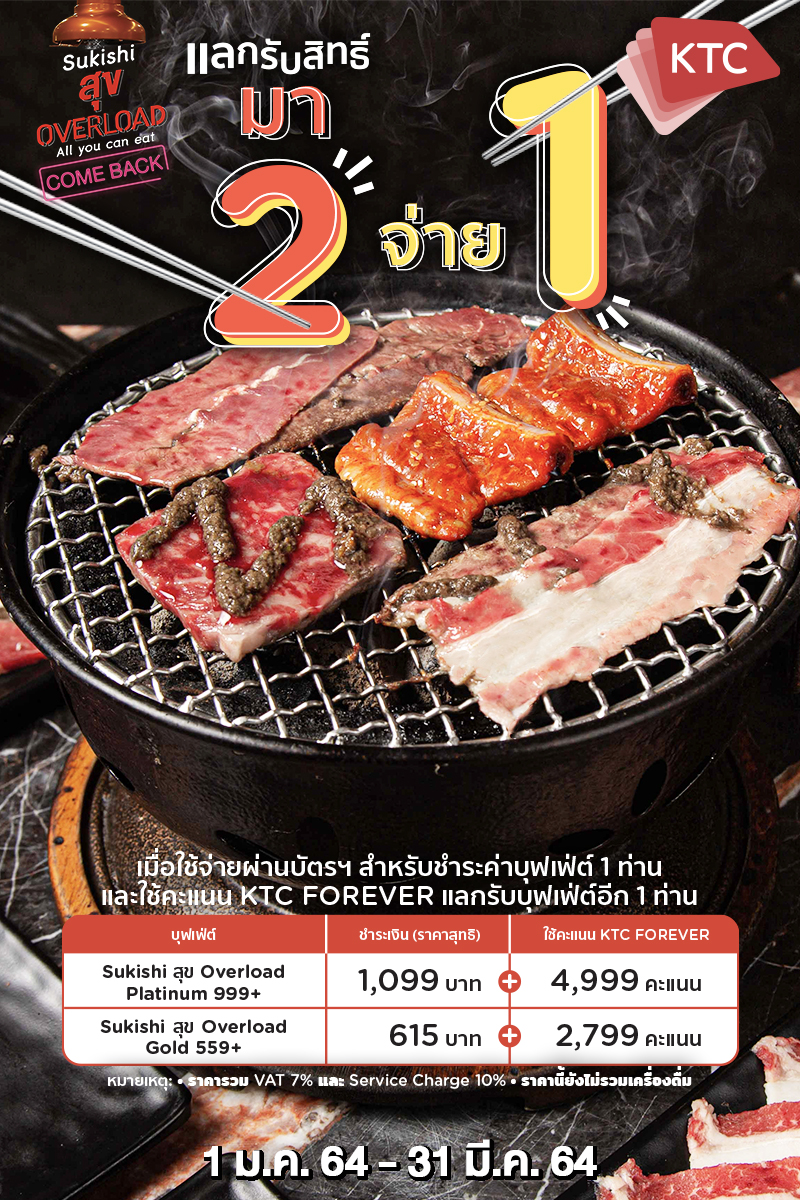 Sukishi
สุข
OVERLOAD
All you can eat
COME BACK
แลกรับสิทธิ์
มา
2 จ่าย 1
KTC
เมื่อใช้จ่ายผ่านบัตรฯ สำหรับชำระค่าบุฟเฟ่ต์ 1 ท่าน
และใช้คะแนน KTC FOREVER แลกรับบุฟเฟ่ต์อีก 1 ท่าน
บุฟเฟ่ต์ ชำระเงิน (ราคาสุทธิ) ใช้คะแนน KTC FOREVER
Sukishi สุข Overload
Platinum 999+
1,099 บาท + 4,999 คะแนน
Sukishi สุข Overload
Gold 559+
615 บาท + 2,799 คะแนน
หมายเหตุ: • ราคารวม VAT 7% และ Service Charge 10% • ราคานี้ยังไม่รวมเครื่องดื่ม
1 ม.ค. 64 – 31 มี.ค. 64